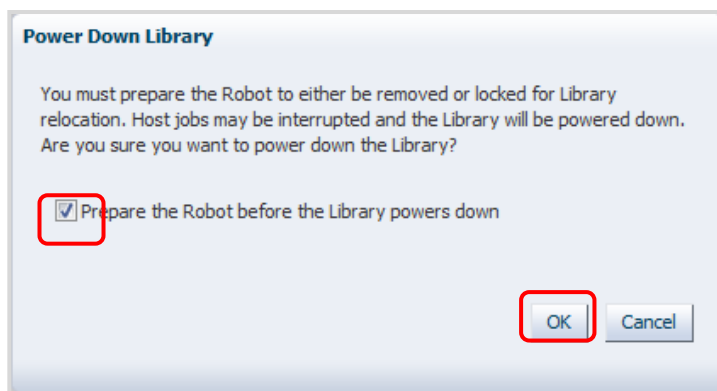 Power Down Library
You must prepare the Robot to either be removed or locked for Library
relocation. Host jobs may be interrupted and the Library will be powered down.
Are you sure you want to power down the Library?
Prepare the Robot before the Library powers down
OK Cancel